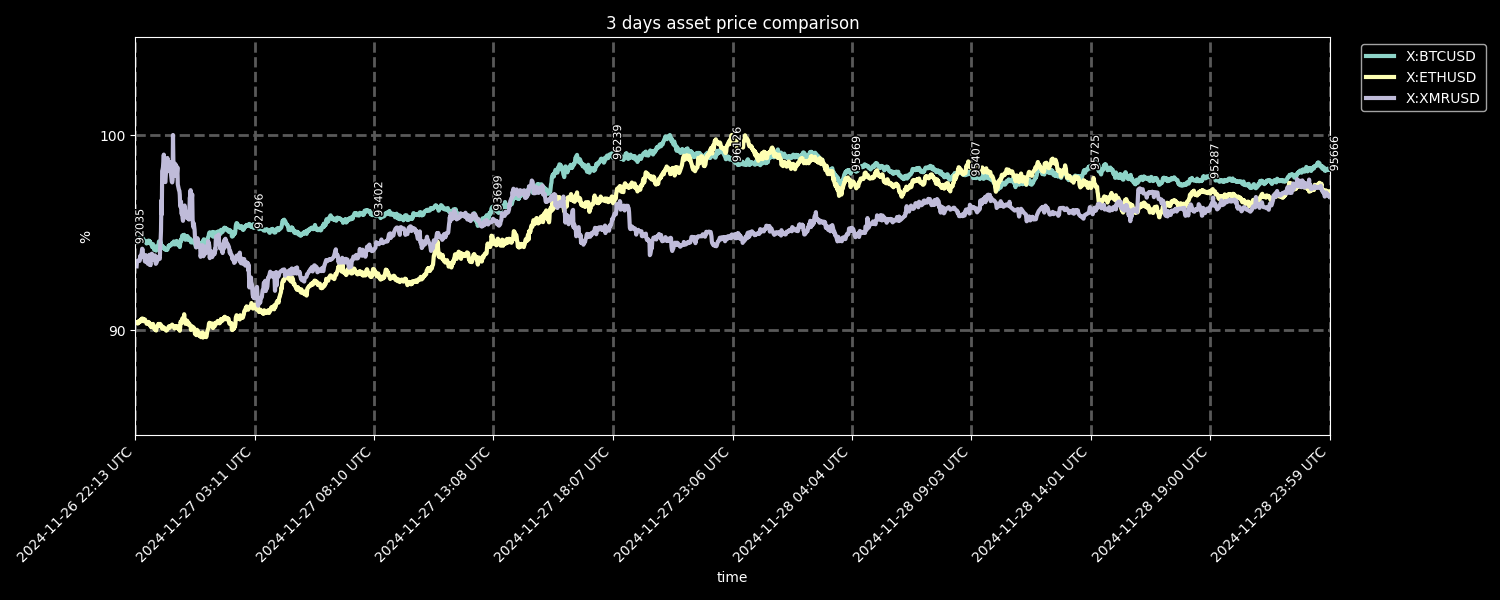 3 days asset price comparison
X:BTCUSD
X:ETHUSD
X:XMRUSD
100
90
%
92035
92796
93402
93699
96239
96126
95669
95407
95725
95287
95666
2024-11-26 22:13 UTC
2024-11-27 03:11 UTC
2024-11-27 08:10 UTC
2024-11-27 13:08 UTC
2024-11-27 18:07 UTC
2024-11-27 23:06 UTC
2024-11-28 04:04 UTC
2024-11-28 09:03 UTC
2024-11-28 14:01 UTC
2024-11-28 19:00 UTC
2024-11-28 23:59 UTC
time